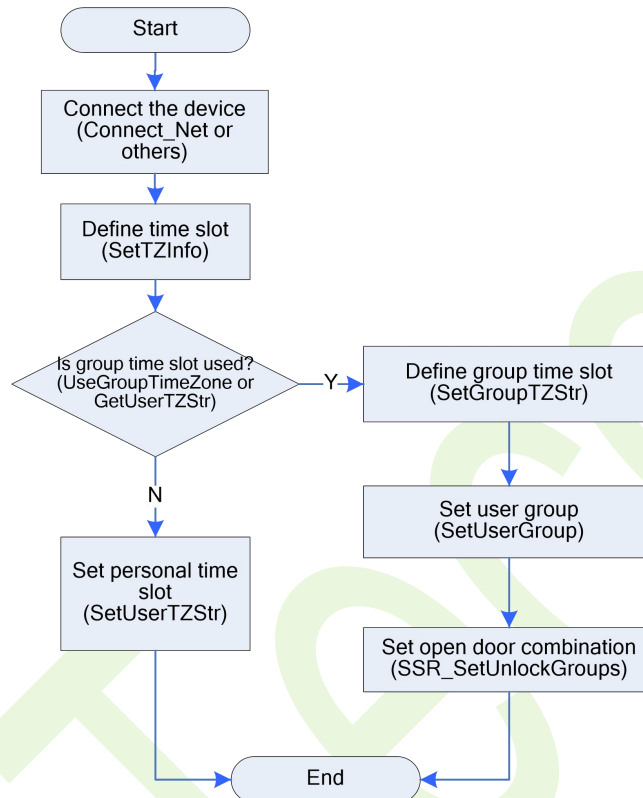 Start
Connect the device
(Connect_Net or
others)
Define time slot
(SetTZInfo)
Is group time slot used?
(UseGroupTimeZone or
GetUserTZStr)
Y
Define group time slot
(SetGroupTZStr)
N
Set user group
(SetUserGroup)
Set personal time
slot
(SetUserTZStr)
Set open door combination
(SSR_SetUnlockGroups)
End